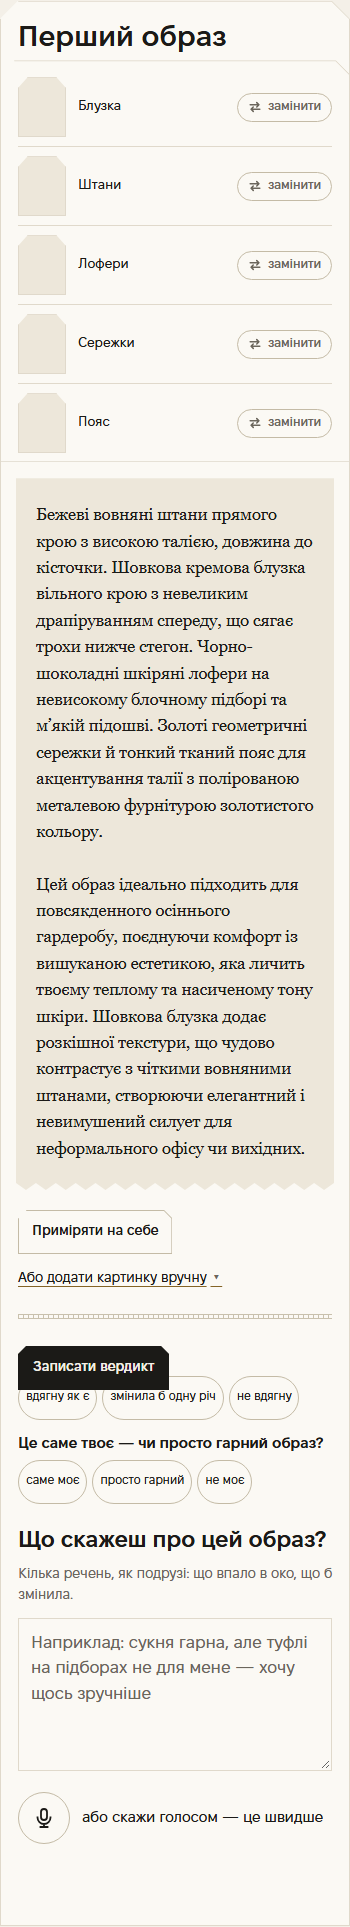 Перший образ
Блузка
замінити
Штани
замінити
Лофери
замінити
Сережки
замінити
Пояс
замінити
Бежеві вовняні штани прямого
крою з високою талією, довжина до
кісточки. Шовкова кремова блузка
вільного крою з невеликим
драпіруванням спереду, що сягає
трохи нижче стегон. Чорно-
шоколадні шкіряні лофери на
невисокому блочному підборі та
м’якій підошві. Золоті геометричні
сережки й тонкий тканий пояс для
акцентування талії з полірованою
металевою фурнітурою золотистого
кольору.
Цей образ ідеально підходить для
повсякденного осіннього
гардеробу, поєднуючи комфорт із
вишуканою естетикою, яка личить
твоєму теплому та насиченому тону
шкіри. Шовкова блузка додає
розкішної текстури, що чудово
контрастує з чіткими вовняними
штанами, створюючи елегантний і
невимушений силует для
неформального офісу чи вихідних.
Приміряти на себе
Або додати картинку вручну
Записати вердикт
вдягну як є
змінила б одну річ
не вдягну
Це саме твоє — чи просто гарний образ?
саме моє
просто гарний
не моє
Що скажеш про цей образ?
Кілька речень, як подрузі: що впало в око, що б
змінила.
Наприклад: сукня гарна, але туфлі
на підборах не для мене — хочу
щось зручніше
або скажи голосом — це швидше